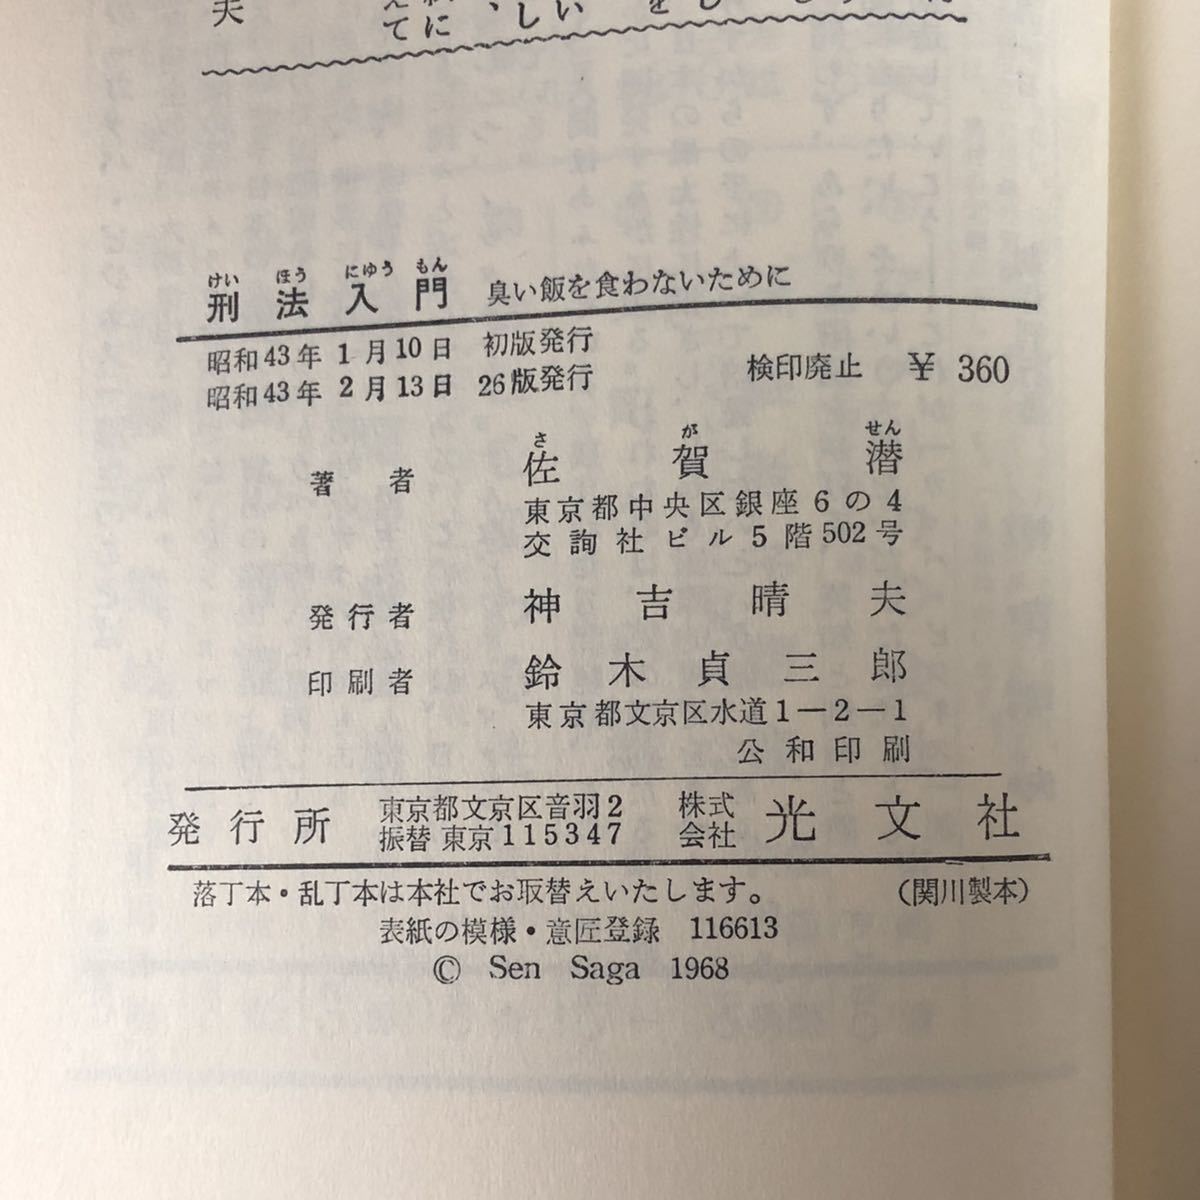 夫
えて
けい ほう にゆう もん
刑法入門 臭い飯を食わないために
昭和43年 1月10日 初版発行
昭和43年 2月13日 26版発行
検印廃止 ¥ 360
さ が せん
著者 佐賀潜
東京都中央区銀座6の4
交詢社ビル5階502号
発行者 神吉晴夫
印刷者 鈴木貞三郎
東京都文京区水道1―2―1
公和印刷
発行所 東京都文京区音羽2 株式会社 光文社
振替 東京115347
落丁本・乱丁本は本社でお取替えいたします。 (関川製本)
表紙の模様・意匠登録 116613
© Sen Saga 1968